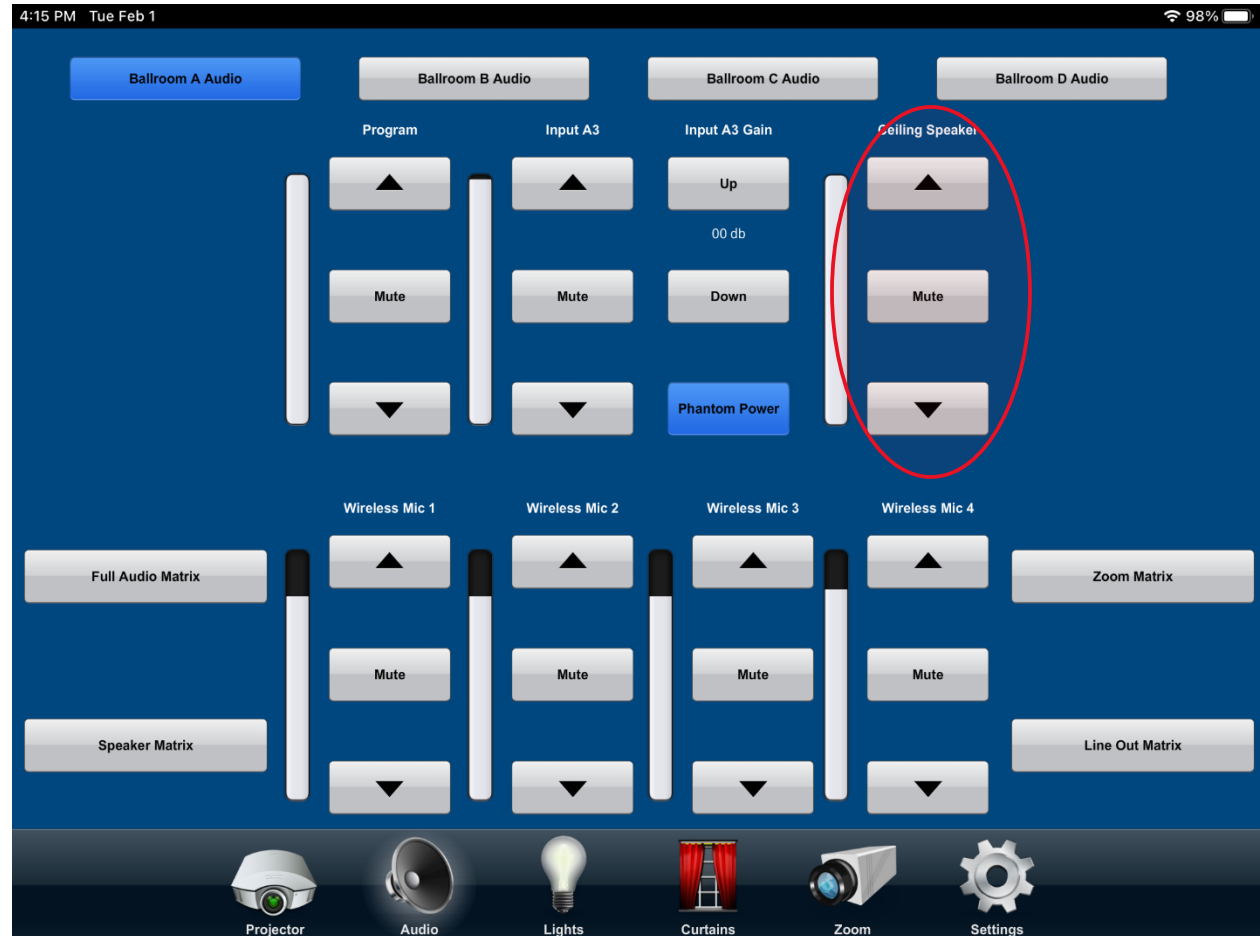 4:15 PM Tue Feb 1 98%
Ballroom A Audio Ballroom B Audio Ballroom C Audio Ballroom D Audio
Program Input A3 Input A3 Gain Ceiling Speaker
Up
00 db
Mute Mute Down Mute
Phantom Power
Wireless Mic 1 Wireless Mic 2 Wireless Mic 3 Wireless Mic 4
Full Audio Matrix Zoom Matrix
Mute Mute Mute Mute
Speaker Matrix Line Out Matrix
Projector Audio Lights Curtains Zoom Settings